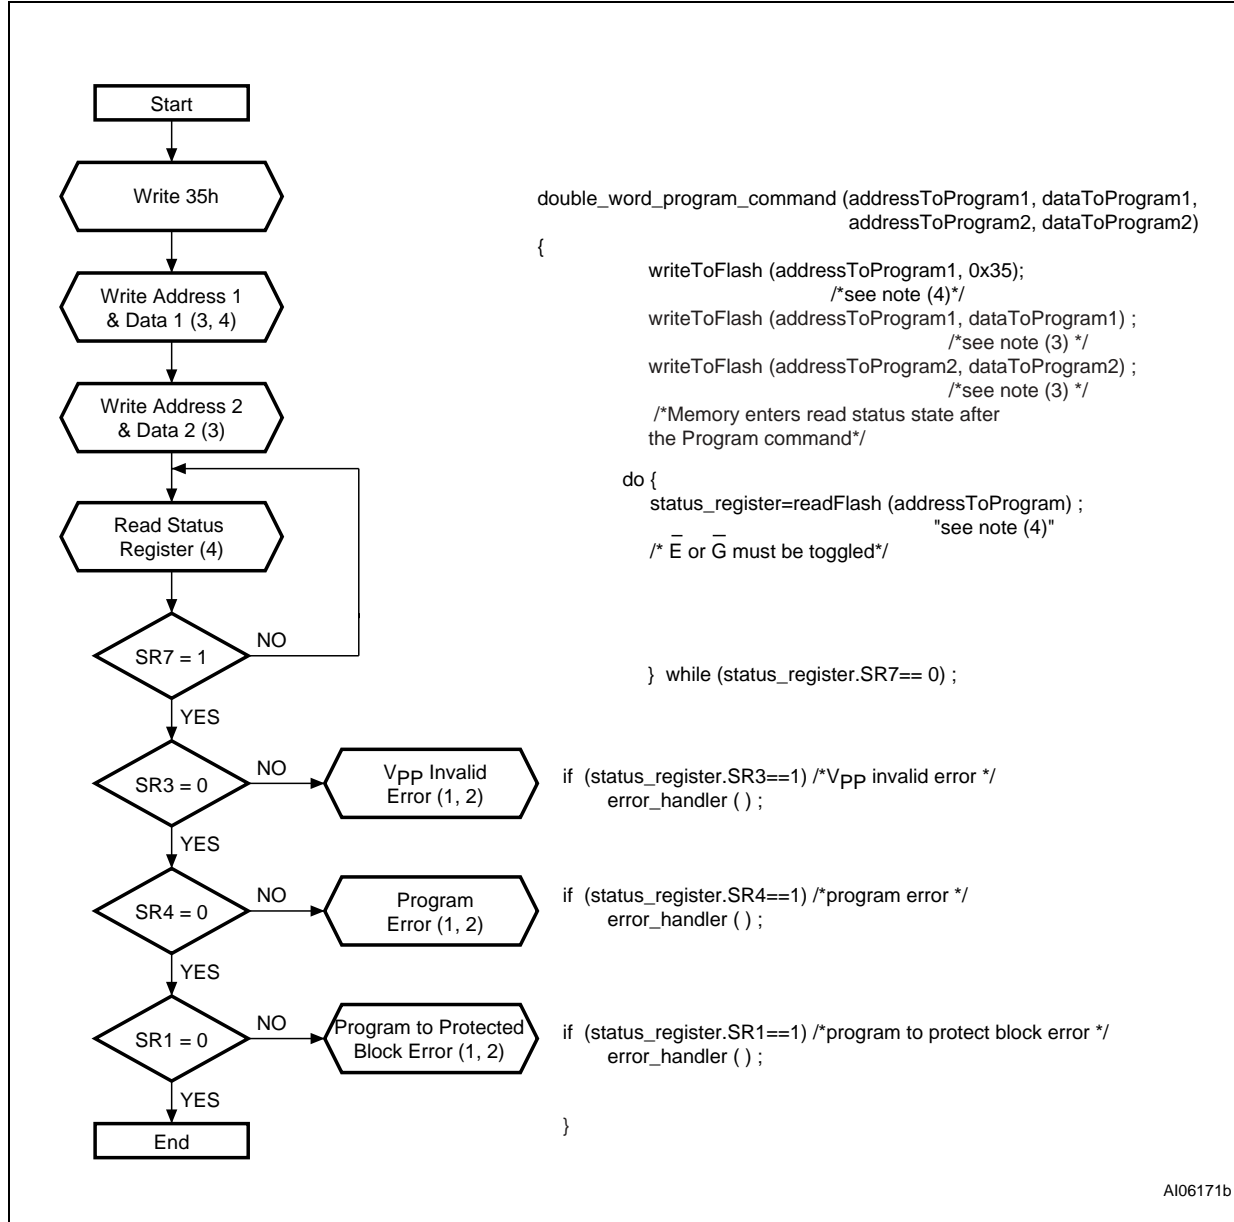 Start
Write 35h
Write Address 1
& Data 1 (3, 4)
Write Address 2
& Data 2 (3)
Read Status
Register (4)
SR7 = 1
NO
YES
SR3 = 0
NO
VPP Invalid
Error (1, 2)
YES
SR4 = 0
NO
Program
Error (1, 2)
YES
SR1 = 0
NO
Program to Protected
Block Error (1, 2)
YES
End
double_word_program_command (addressToProgram1, dataToProgram1,
addressToProgram2, dataToProgram2)
{
writeToFlash (addressToProgram1, 0x35);
/*see note (4)*/
writeToFlash (addressToProgram1, dataToProgram1) ;
/*see note (3) */
writeToFlash (addressToProgram2, dataToProgram2) ;
/*see note (3) */
/*Memory enters read status state after
the Program command*/
do {
status_register=readFlash (addressToProgram) ;
"see note (4)"
/* E̅ or G̅ must be toggled*/
} while (status_register.SR7== 0) ;
if (status_register.SR3==1) /*VPP invalid error */
error_handler ( ) ;
if (status_register.SR4==1) /*program error */
error_handler ( ) ;
if (status_register.SR1==1) /*program to protect block error */
error_handler ( ) ;
}
AI06171b